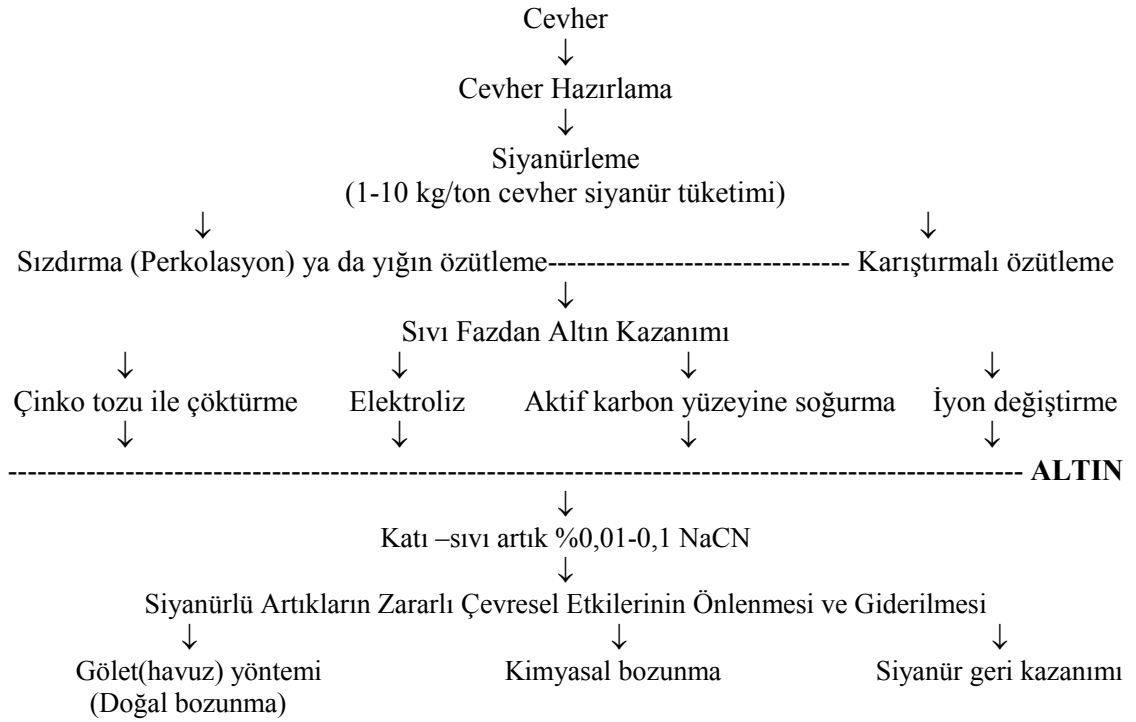 Cevher
↓
Cevher Hazırlama
↓
Siyanürleme
(1-10 kg/ton cevher siyanür tüketimi)
↓ ↓
Sızdırma (Perkolasyon) ya da yığın özütleme------------------------------- Karıştırmalı özütleme
↓
Sıvı Fazdan Altın Kazanımı
↓ ↓ ↓ ↓
Çinko tozu ile çöktürme Elektroliz Aktif karbon yüzeyine soğurma İyon değiştirme
↓ ↓ ↓ ↓
--------------------------------------------------------------------------------------------------------- ALTIN
↓
Katı –sıvı artık %0,01-0,1 NaCN
↓
Siyanürlü Artıkların Zararlı Çevresel Etkilerinin Önlenmesi ve Giderilmesi
↓ ↓ ↓
Gölet(havuz) yöntemi Kimyasal bozunma Siyanür geri kazanımı
(Doğal bozunma)